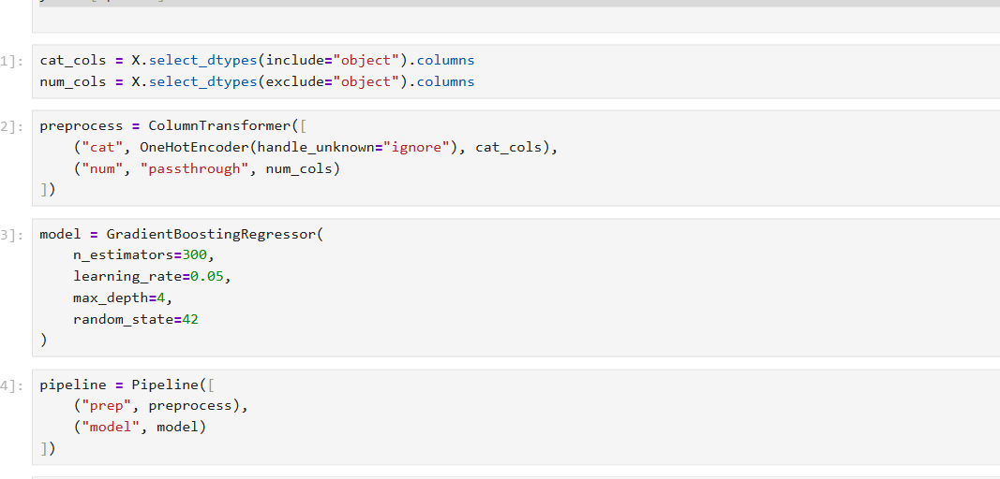 1]:
cat_cols = X.select_dtypes(include="object").columns
num_cols = X.select_dtypes(exclude="object").columns
2]:
preprocess = ColumnTransformer([
    ("cat", OneHotEncoder(handle_unknown="ignore"), cat_cols),
    ("num", "passthrough", num_cols)
])
3]:
model = GradientBoostingRegressor(
    n_estimators=300,
    learning_rate=0.05,
    max_depth=4,
    random_state=42
)
4]:
pipeline = Pipeline([
    ("prep", preprocess),
    ("model", model)
])